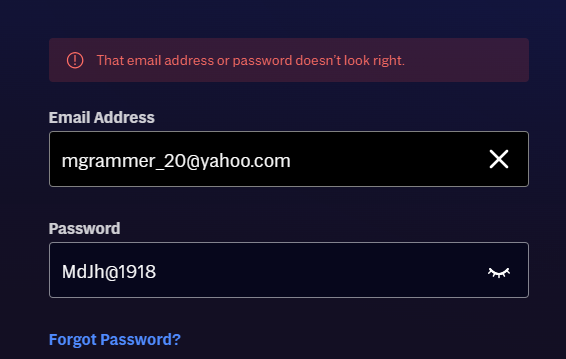 That email address or password doesn't look right.
Email Address
mgrammer_20@yahoo.com
Password
MdJh@1918
Forgot Password?